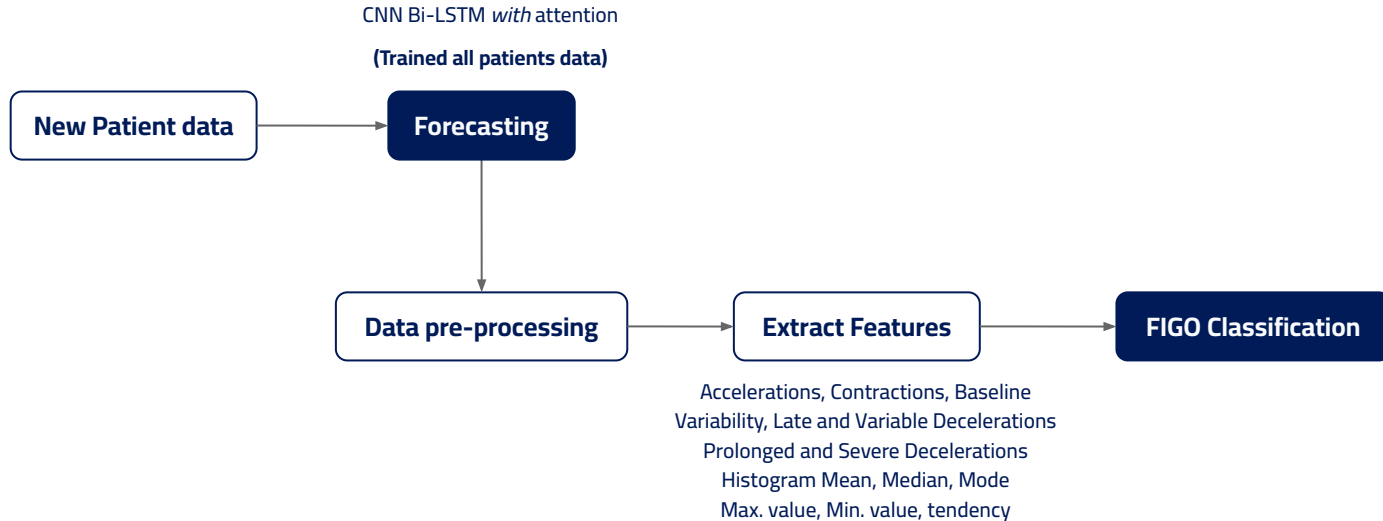 CNN Bi-LSTM with attention
(Trained all patients data)
New Patient data
Forecasting
Data pre-processing
Extract Features
FIGO Classification
Accelerations, Contractions, Baseline
Variability, Late and Variable Decelerations
Prolonged and Severe Decelerations
Histogram Mean, Median, Mode
Max. value, Min. value, tendency